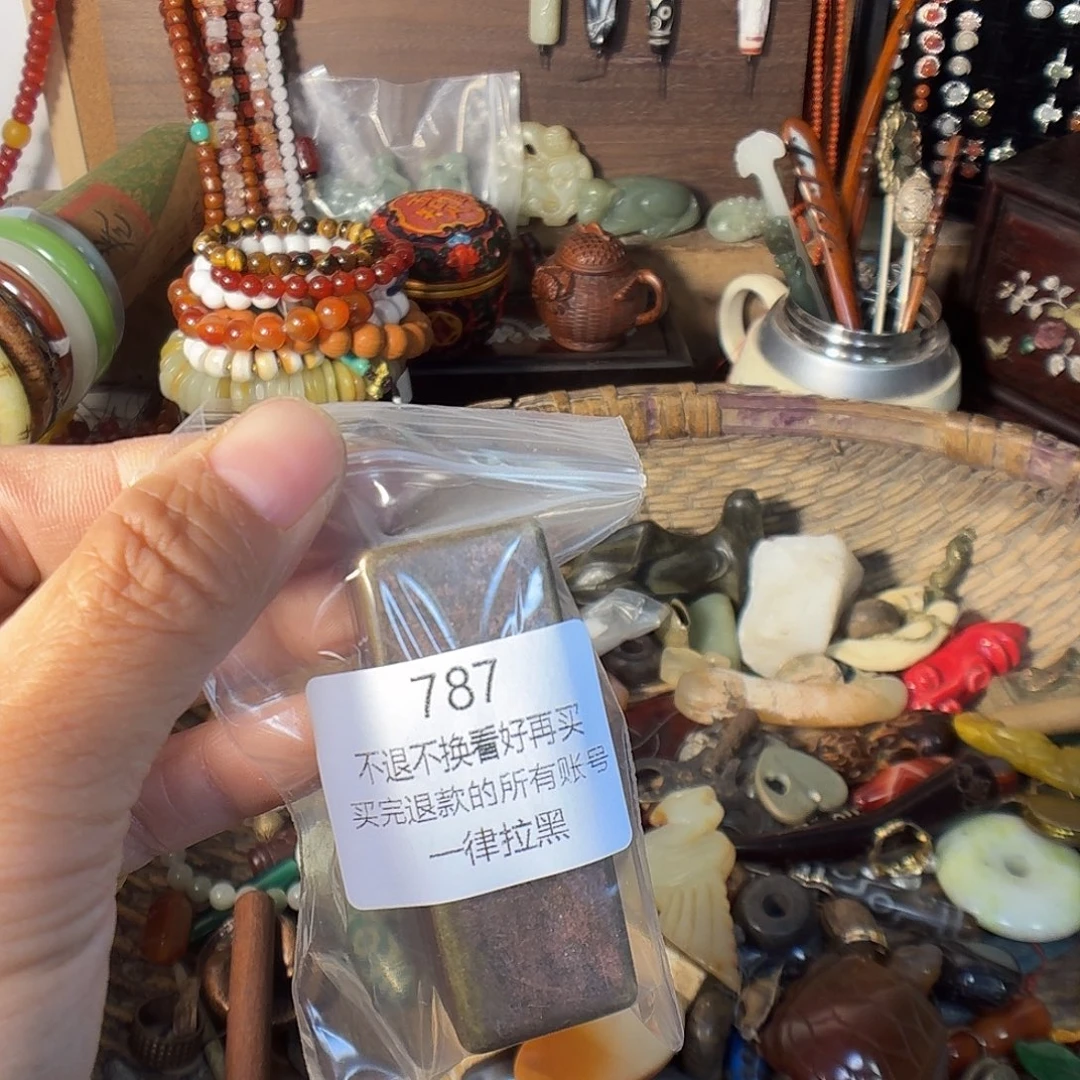 787
不退不换看好再买
买完退款的所有账号
一律拉黑